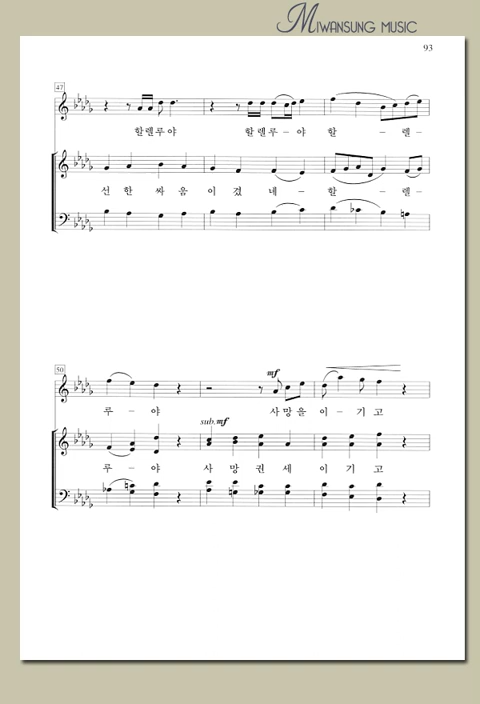 MIWANSUNG MUSIC
93
47
할렐루야 할렐루-야 할 - 렐-
선 한 싸 움 이 겼 네-할 - 렐-
50
mf
루 - 야 사망을 이-기 고
sub. mf
루 - 야 사 망 권 세 이 기 고